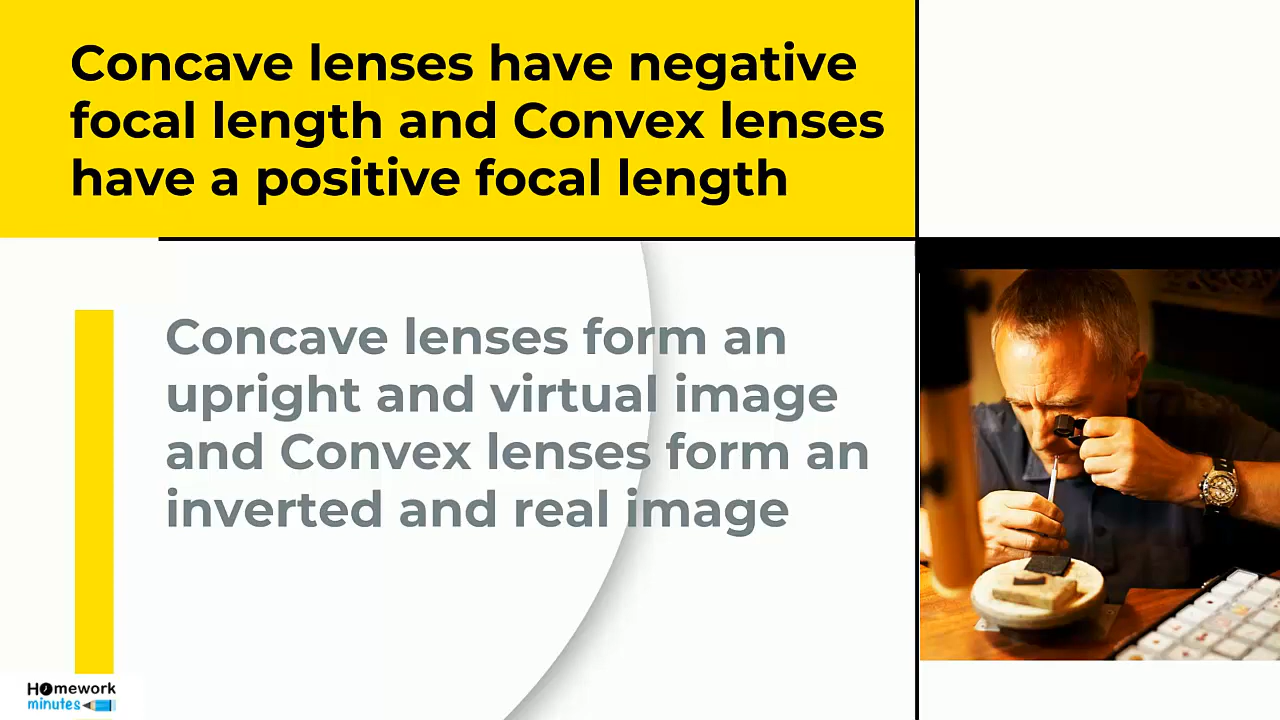 Concave lenses have negative
focal length and Convex lenses
have a positive focal length
Concave lenses form an
upright and virtual image
and Convex lenses form an
inverted and real image
Homework
minutes